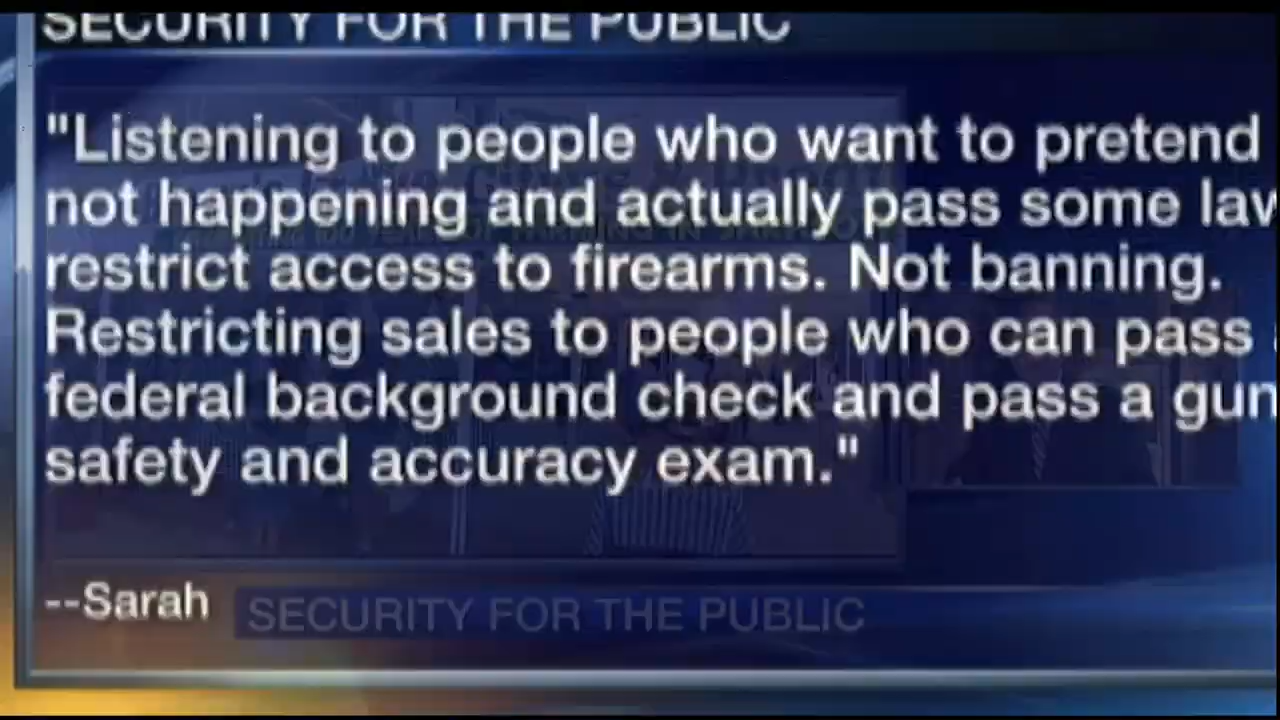 SECURITY FOR THE PUBLIC
"Listening to people who want to pretend
not happening and actually pass some law
restrict access to firearms. Not banning.
Restricting sales to people who can pass
federal background check and pass a gun
safety and accuracy exam."
--Sarah
SECURITY FOR THE PUBLIC